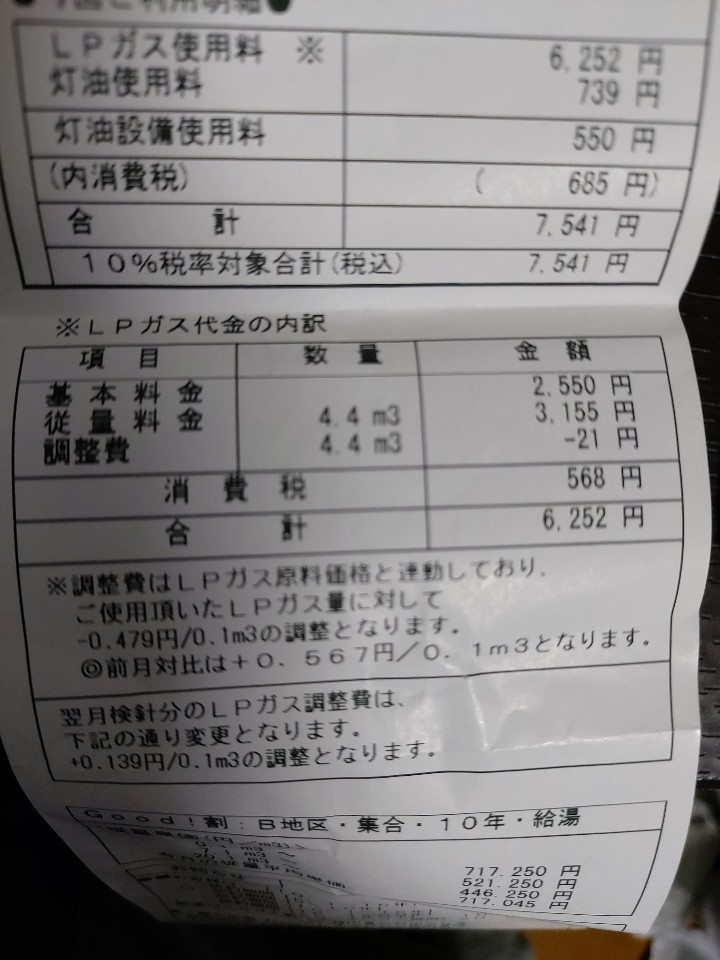 ●今回ご利用明細●
LPガス使用料 ※ 6,252 円
灯油使用料 739 円
灯油設備使用料 550 円
(内消費税) ( 685 円)
合 計 7,541 円
10%税率対象合計(税込) 7,541 円
※LPガス代金の内訳
項 目 数 量 金 額
基 本 料 金 2,550 円
従 量 料 金 4.4 m3 3,155 円
調整費 4.4 m3 -21 円
消 費 税 568 円
合 計 6,252 円
※調整費はLPガス原料価格と連動しており、
ご使用頂いたLPガス量に対して
-0.479円/0.1m3の調整となります。
◎前月対比は+0.567円/0.1m3となります。
翌月検針分のLPガス調整費は、
下記の通り変更となります。
+0.139円/0.1m3の調整となります。
Good!割:B地区・集合・10年・給湯
717.250 円
521.250 円
446.250 円
717.045 円